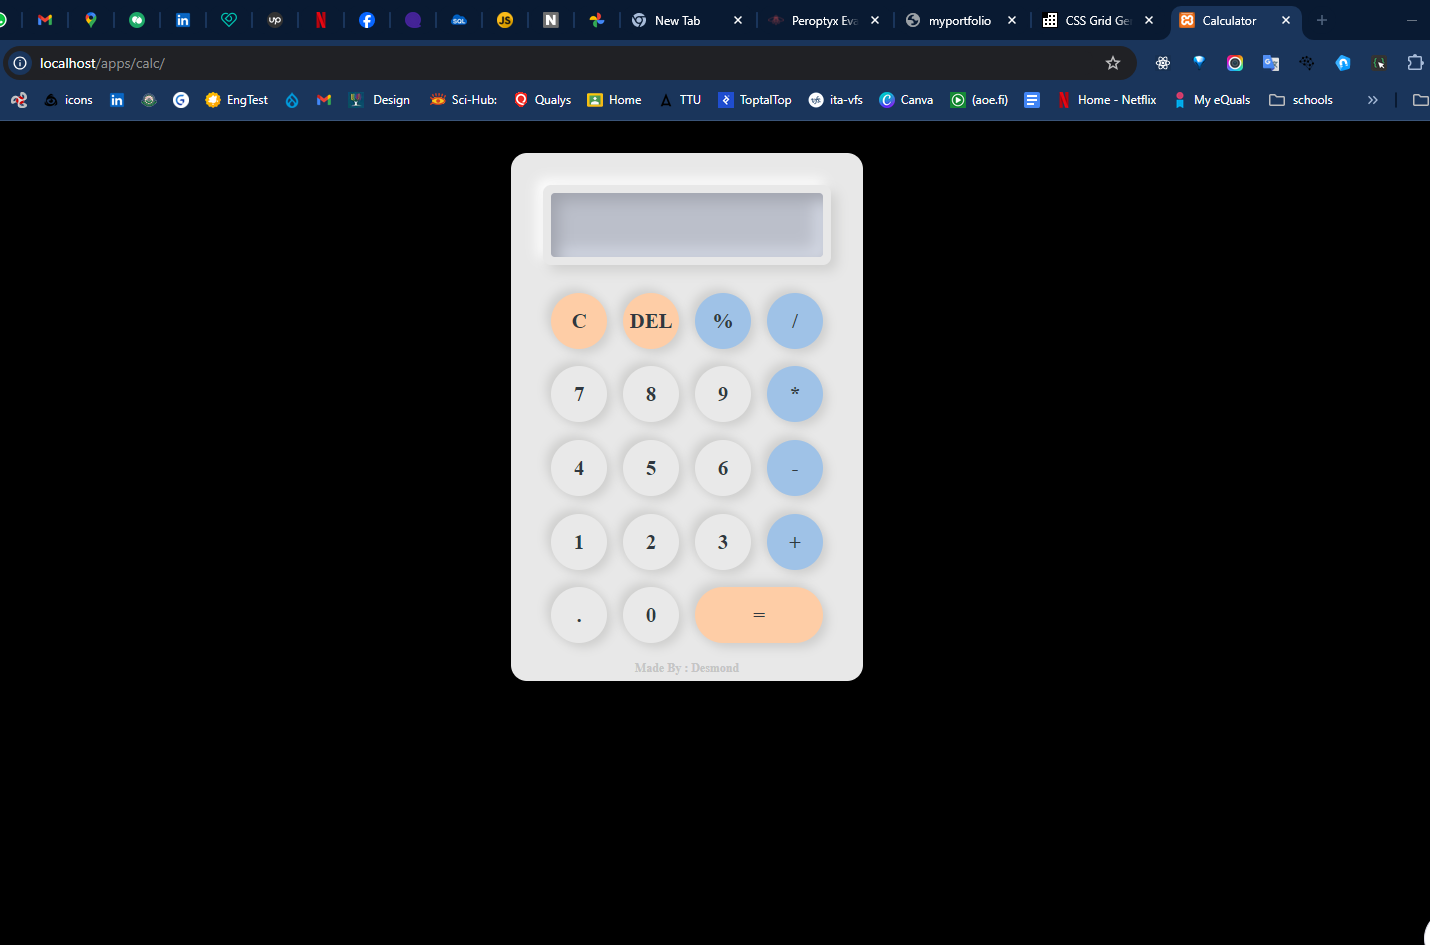 New Tab
Peroptyx Eva
myportfolio
CSS Grid Ge
Calculator
localhost/apps/calc/
icons
EngTest
Design
Sci-Hub:
Qualys
Home
TTU
ToptalTop
ita-vfs
Canva
(aoe.fi)
Home - Netflix
My eQuals
schools
C DEL % /
7 8 9 *
4 5 6 -
1 2 3 +
. 0 =
Made By : Desmond